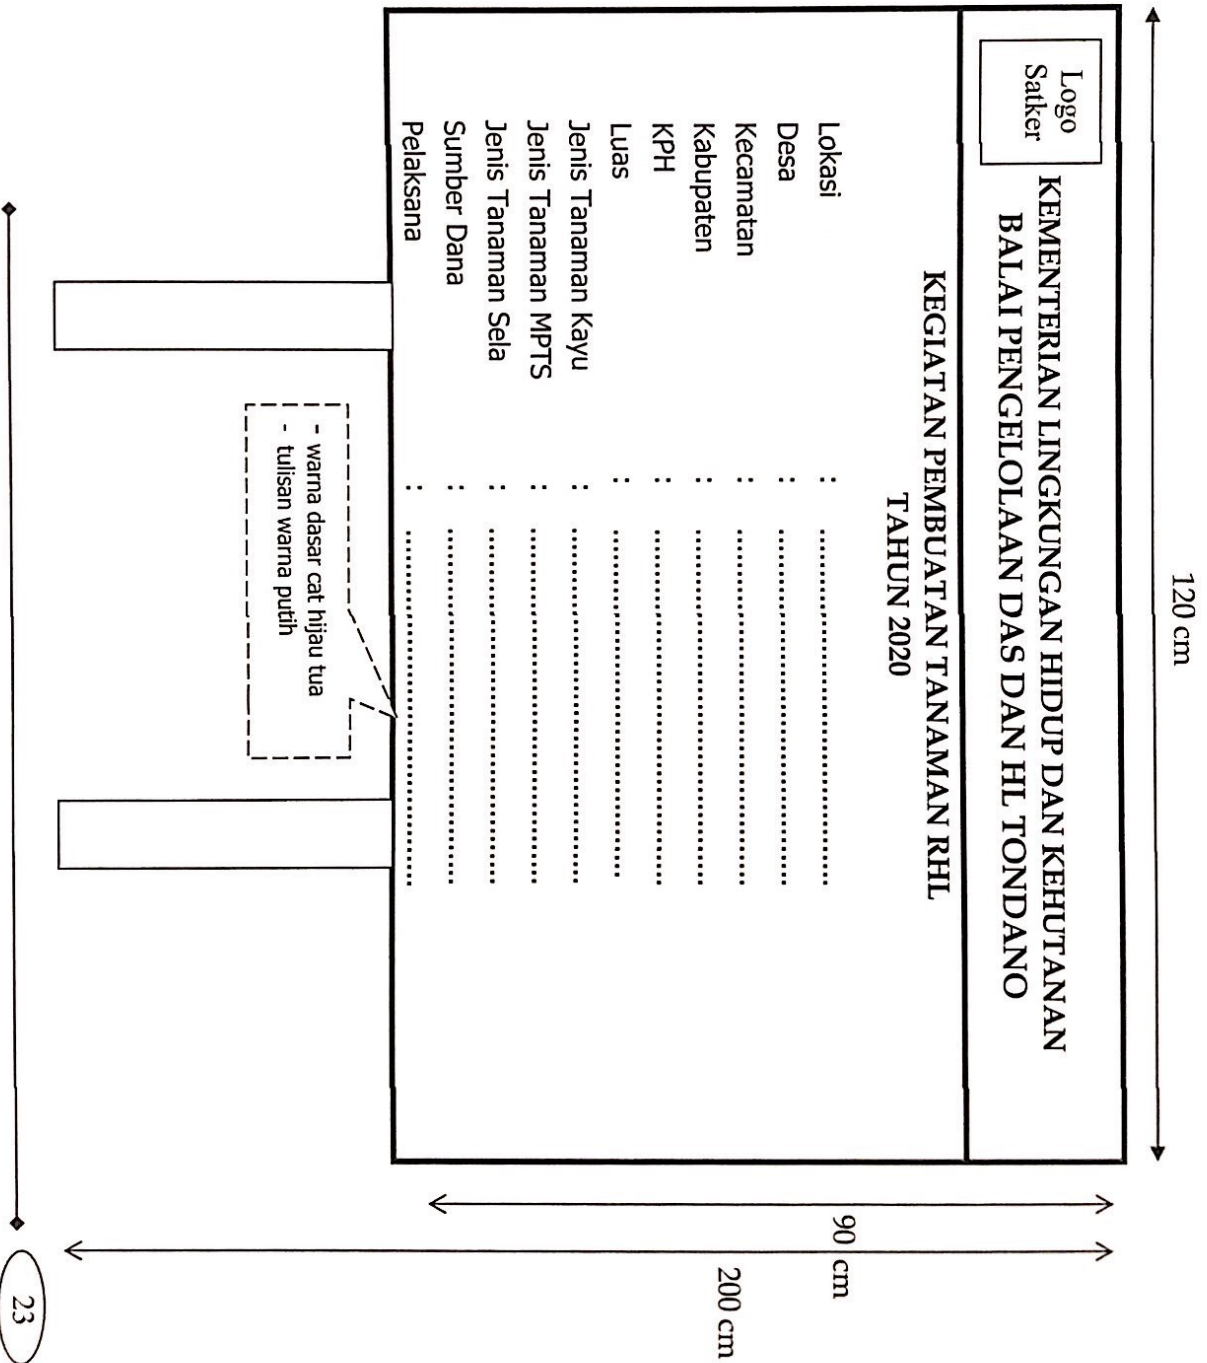 120 cm
Logo
Satker
KEMENTERIAN LINGKUNGAN HIDUP DAN KEHUTANAN
BALAI PENGELOLAAN DAS DAN HL TONDANO
KEGIATAN PEMBUATAN TANAMAN RHL
TAHUN 2020
Lokasi : ..................................................
Desa : ..................................................
Kecamatan : ..................................................
Kabupaten : ..................................................
KPH : ..................................................
Luas : ..................................................
Jenis Tanaman Kayu : ..................................................
Jenis Tanaman MPTS : ..................................................
Jenis Tanaman Sela : ..................................................
Sumber Dana : ..................................................
Pelaksana : ..................................................
90 cm
200 cm
- warna dasar cat hijau tua
- tulisan warna putih
23